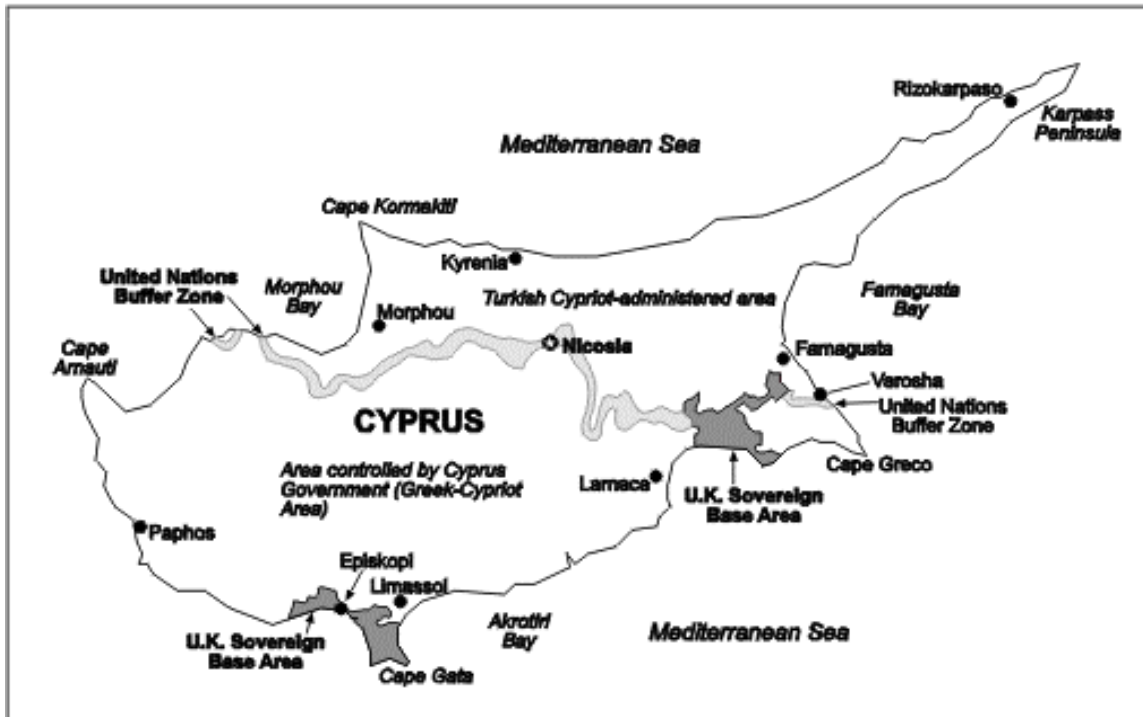 Rizokarpaso
Karpass
Peninsula
Mediterranean Sea
Cape Kormakiti
Kyrenia
United Nations
Buffer Zone
Morphou
Bay
Turkish Cypriot-administered area
Famagusta
Bay
Morphou
Nicosia
Cape
Arnauti
Famagusta
Varosha
United Nations
Buffer Zone
CYPRUS
Cape Greco
Area controlled by Cyprus
Government (Greek-Cypriot
Area)
Larnaca
U.K. Sovereign
Base Area
Paphos
Episkopi
Limassol
Akrotiri
Bay
Mediterranean Sea
U.K. Sovereign
Base Area
Cape Gata